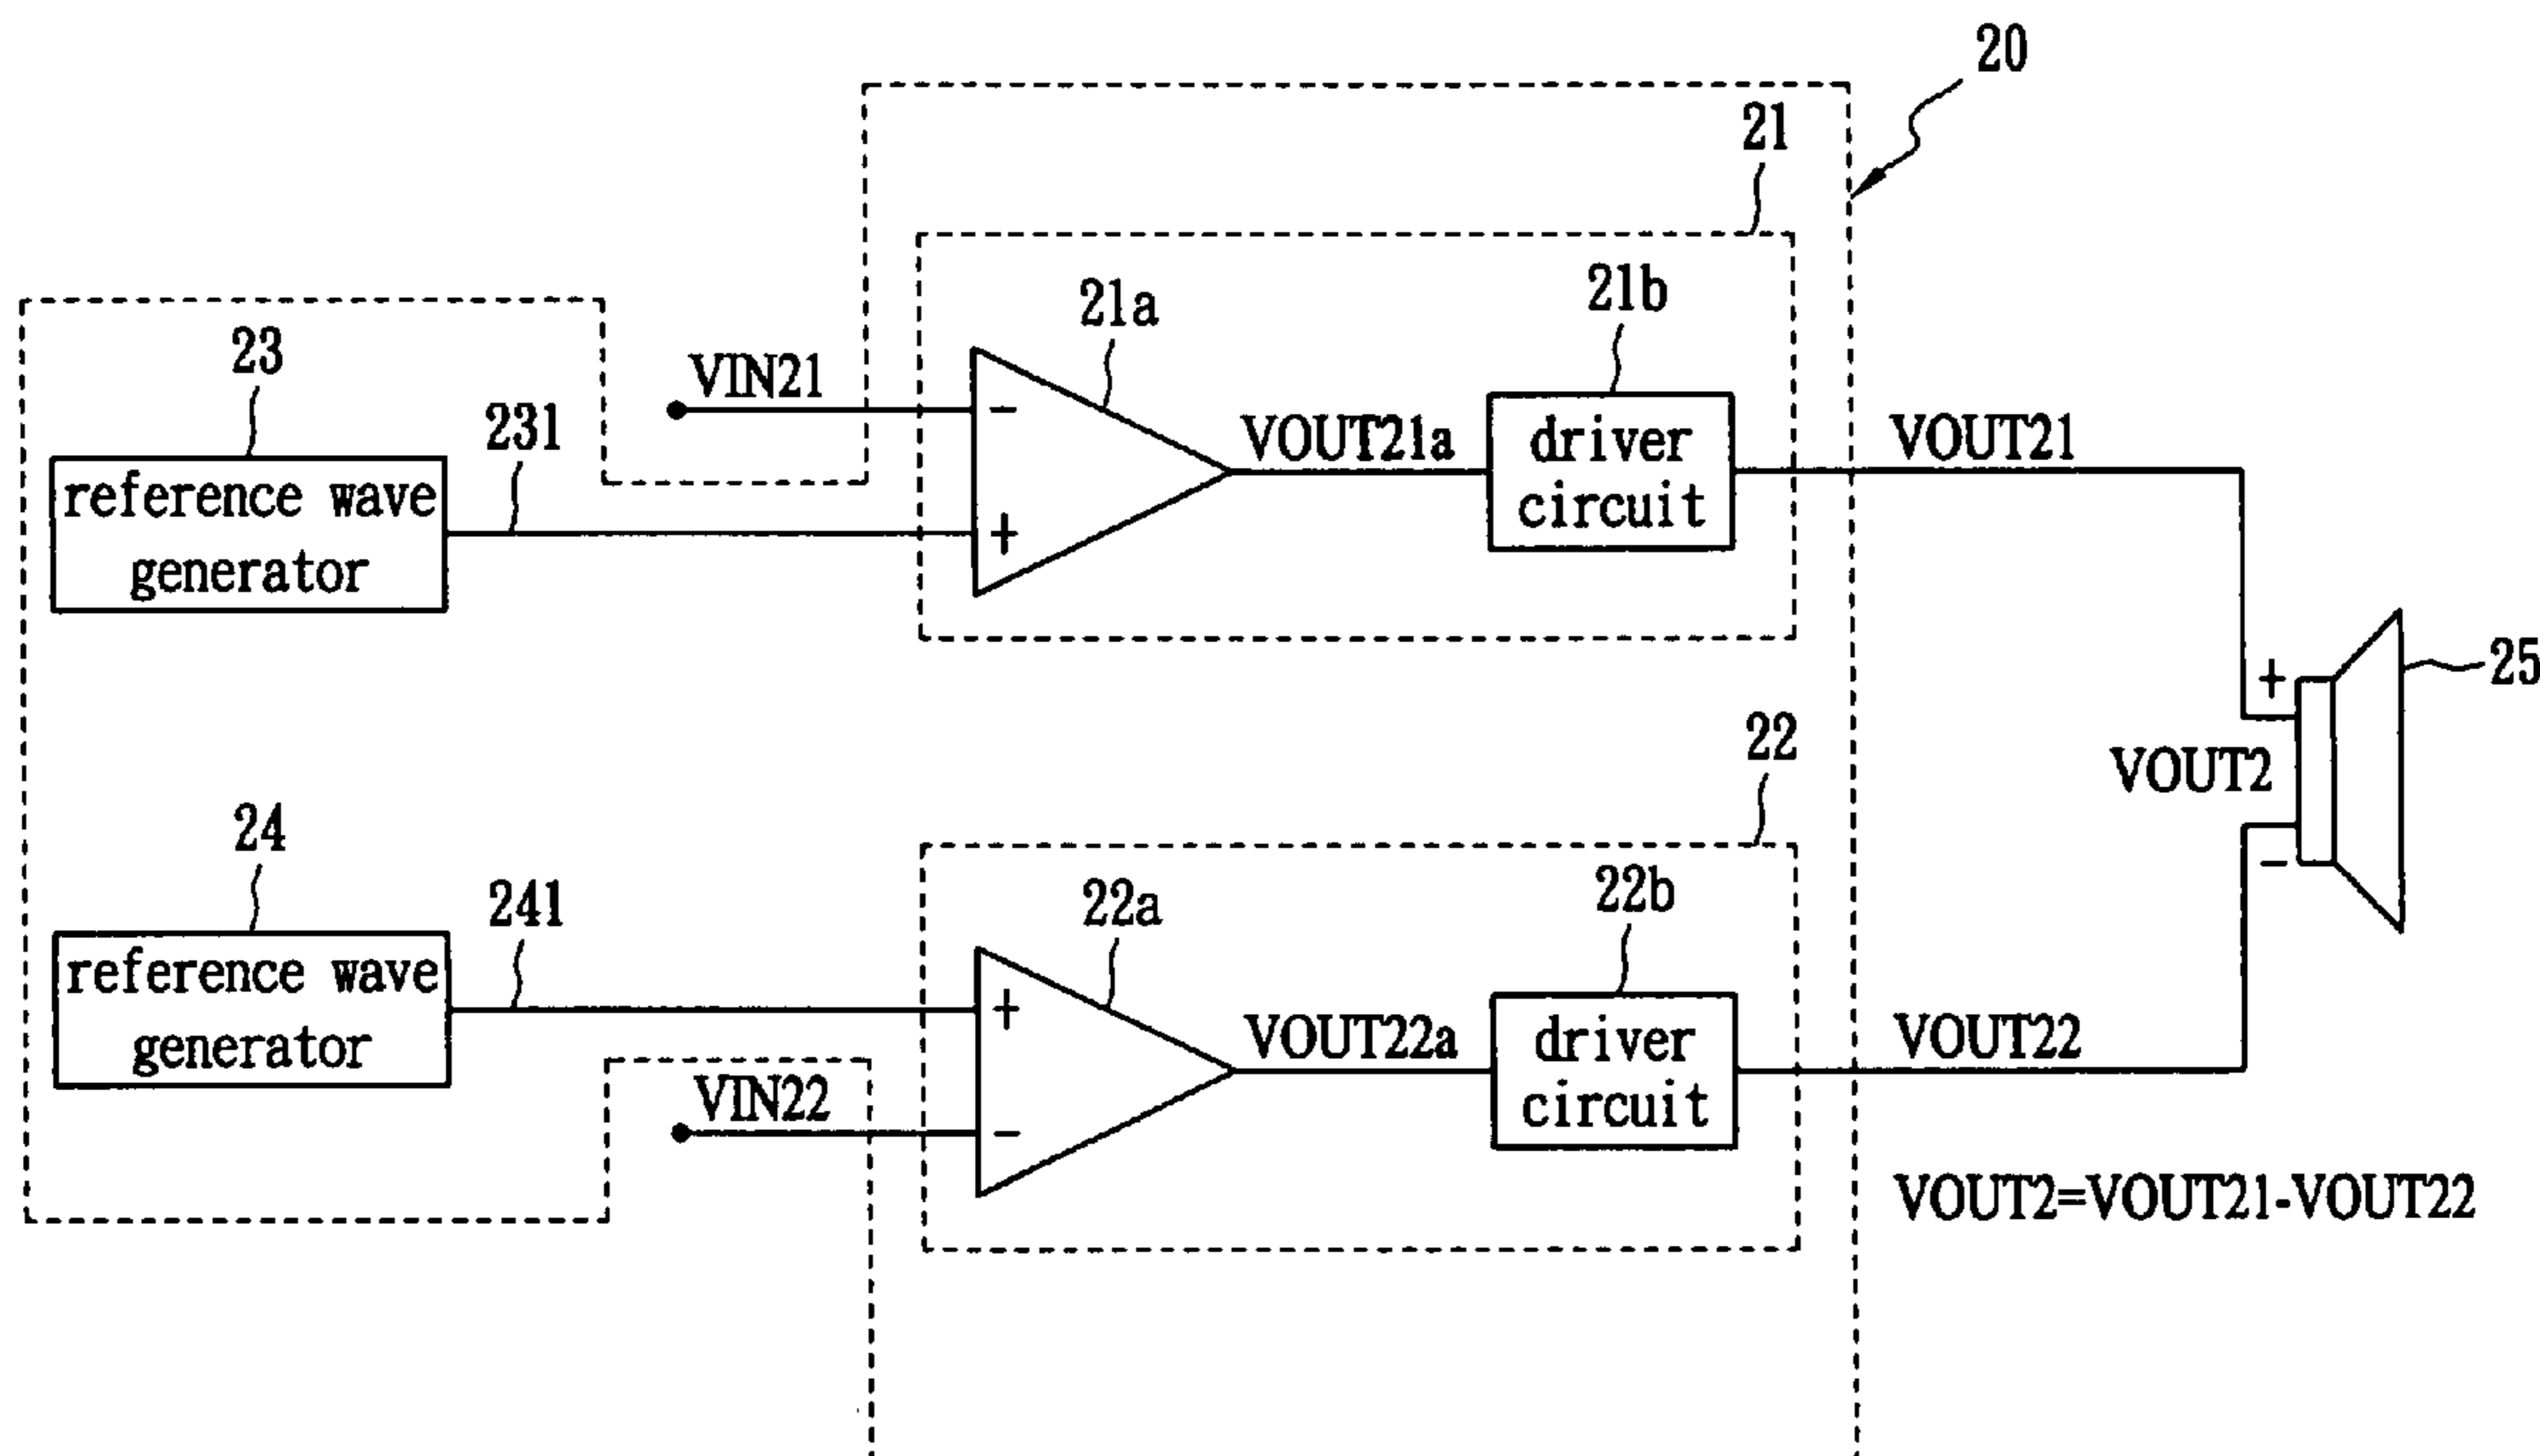 20
21
21a
21b
23
VIN21
231
VOUT21a
VOUT21
driver
circuit
reference wave
generator
-
+
25
+
VOUT2
-
22
24
22a
22b
241
reference wave
generator
+
-
VOUT22a
driver
circuit
VOUT22
VIN22
VOUT2=VOUT21-VOUT22